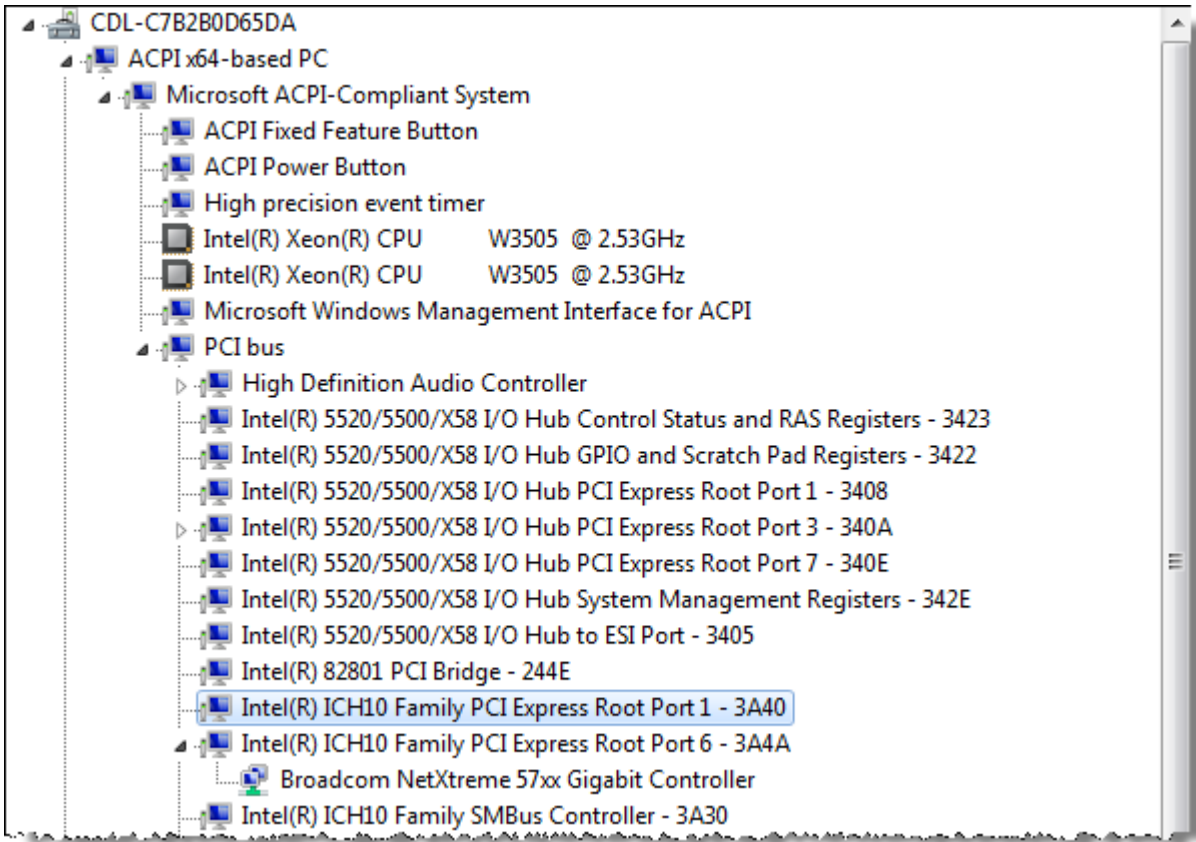 CDL-C7B2B0D65DA
ACPI x64-based PC
Microsoft ACPI-Compliant System
ACPI Fixed Feature Button
ACPI Power Button
High precision event timer
Intel(R) Xeon(R) CPU W3505 @ 2.53GHz
Intel(R) Xeon(R) CPU W3505 @ 2.53GHz
Microsoft Windows Management Interface for ACPI
PCI bus
High Definition Audio Controller
Intel(R) 5520/5500/X58 I/O Hub Control Status and RAS Registers - 3423
Intel(R) 5520/5500/X58 I/O Hub GPIO and Scratch Pad Registers - 3422
Intel(R) 5520/5500/X58 I/O Hub PCI Express Root Port 1 - 3408
Intel(R) 5520/5500/X58 I/O Hub PCI Express Root Port 3 - 340A
Intel(R) 5520/5500/X58 I/O Hub PCI Express Root Port 7 - 340E
Intel(R) 5520/5500/X58 I/O Hub System Management Registers - 342E
Intel(R) 5520/5500/X58 I/O Hub to ESI Port - 3405
Intel(R) 82801 PCI Bridge - 244E
Intel(R) ICH10 Family PCI Express Root Port 1 - 3A40
Intel(R) ICH10 Family PCI Express Root Port 6 - 3A4A
Broadcom NetXtreme 57xx Gigabit Controller
Intel(R) ICH10 Family SMBus Controller - 3A30